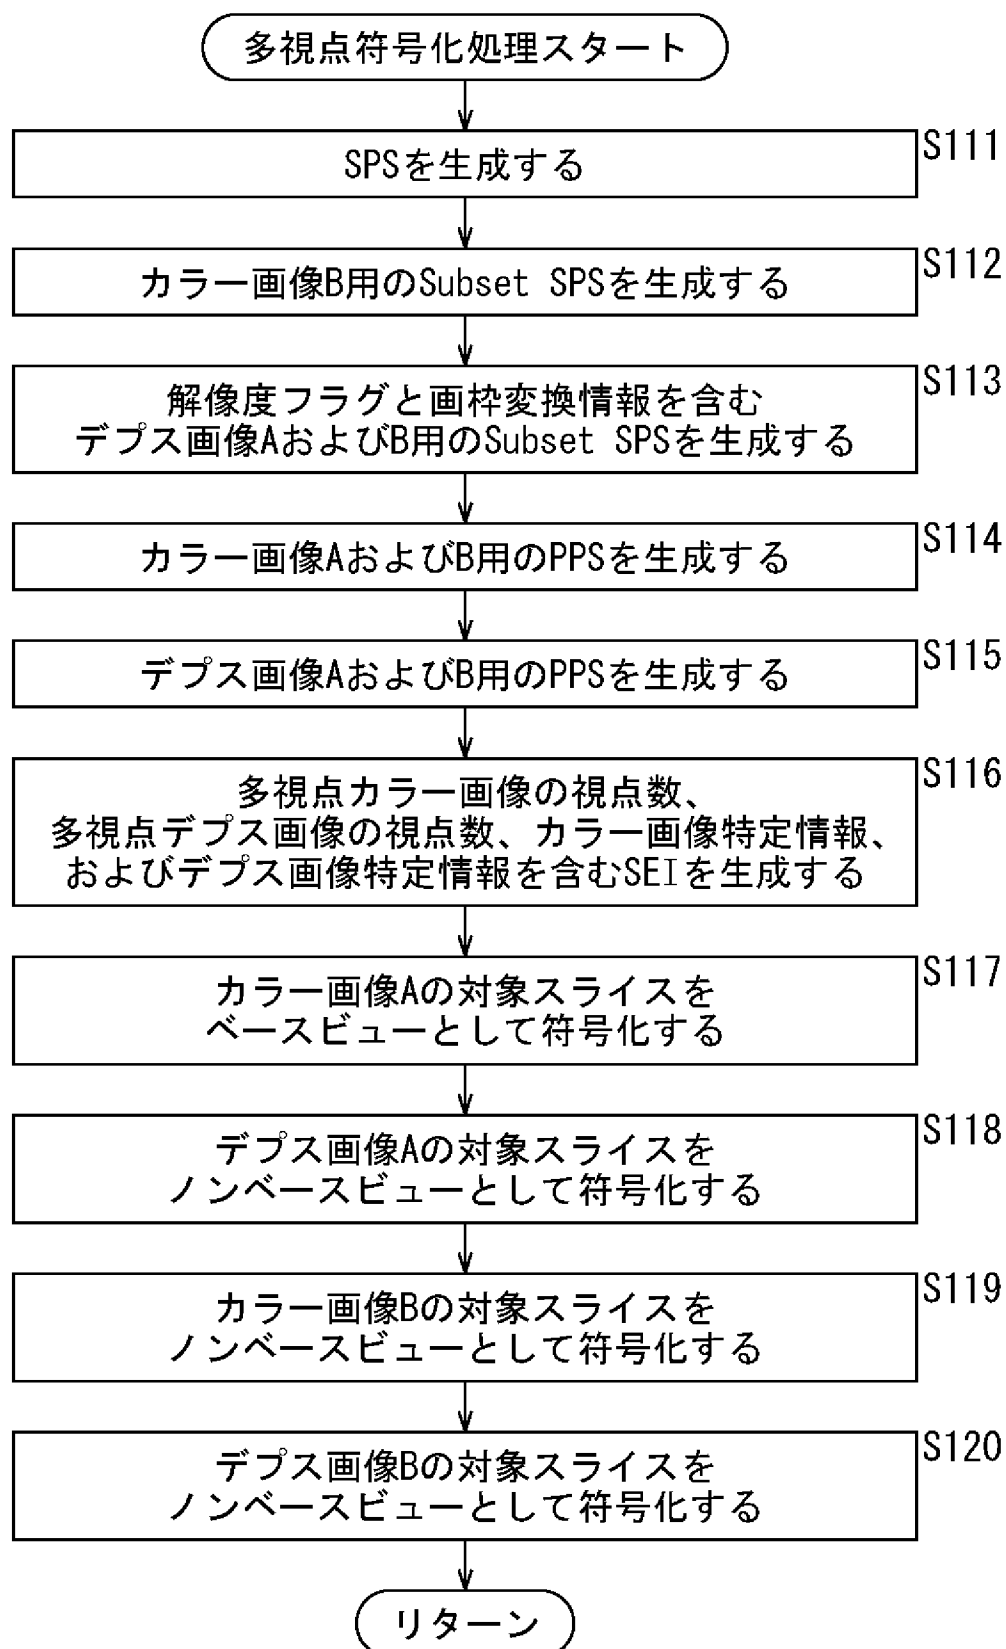 多視点符号化処理スタート
S111
SPSを生成する
S112
カラー画像B用のSubset SPSを生成する
S113
解像度フラグと画枠変換情報を含む
デプス画像AおよびB用のSubset SPSを生成する
S114
カラー画像AおよびB用のPPSを生成する
S115
デプス画像AおよびB用のPPSを生成する
S116
多視点カラー画像の視点数、
多視点デプス画像の視点数、カラー画像特定情報、
およびデプス画像特定情報を含むSEIを生成する
S117
カラー画像Aの対象スライスを
ベースビューとして符号化する
S118
デプス画像Aの対象スライスを
ノンベースビューとして符号化する
S119
カラー画像Bの対象スライスを
ノンベースビューとして符号化する
S120
デプス画像Bの対象スライスを
ノンベースビューとして符号化する
リターン